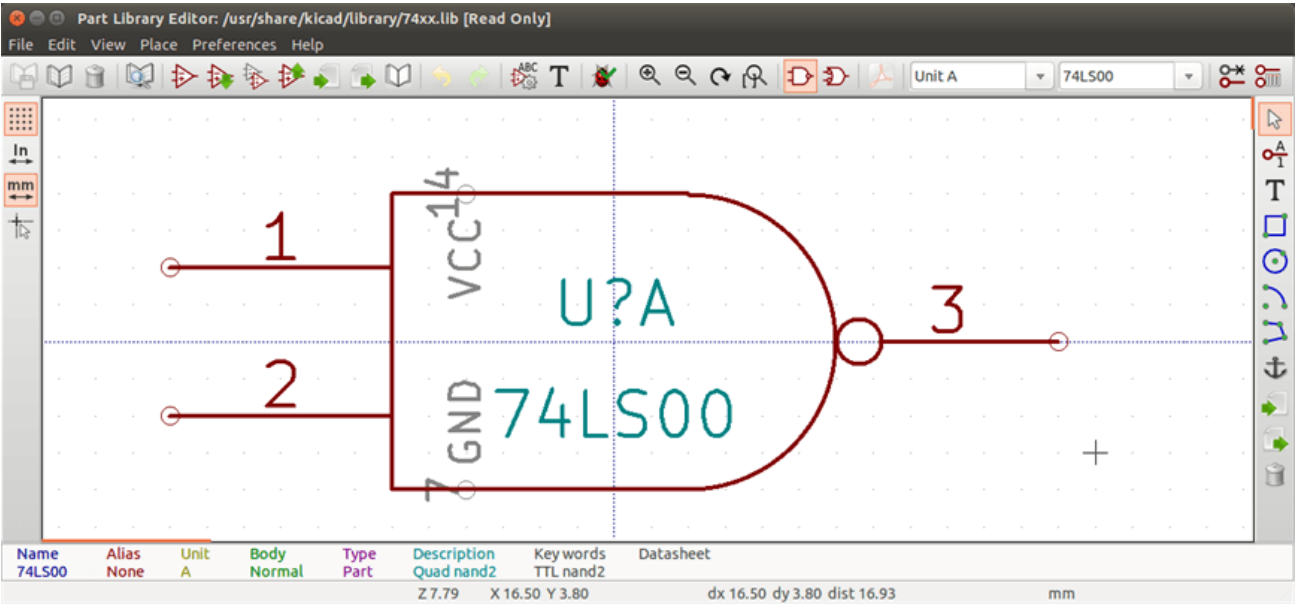 Part Library Editor: /usr/share/kicad/library/74xx.lib [Read Only]
File Edit View Place Preferences Help
ABC T Unit A 74LS00
In
mm
A
1
T
14
VCC
1
U?A
3
2
GND
74LS00
7
Name Alias Unit Body Type Description Key words Datasheet
74LS00 None A Normal Part Quad nand2 TTL nand2
Z 7.79 X 16.50 Y 3.80 dx 16.50 dy 3.80 dist 16.93 mm